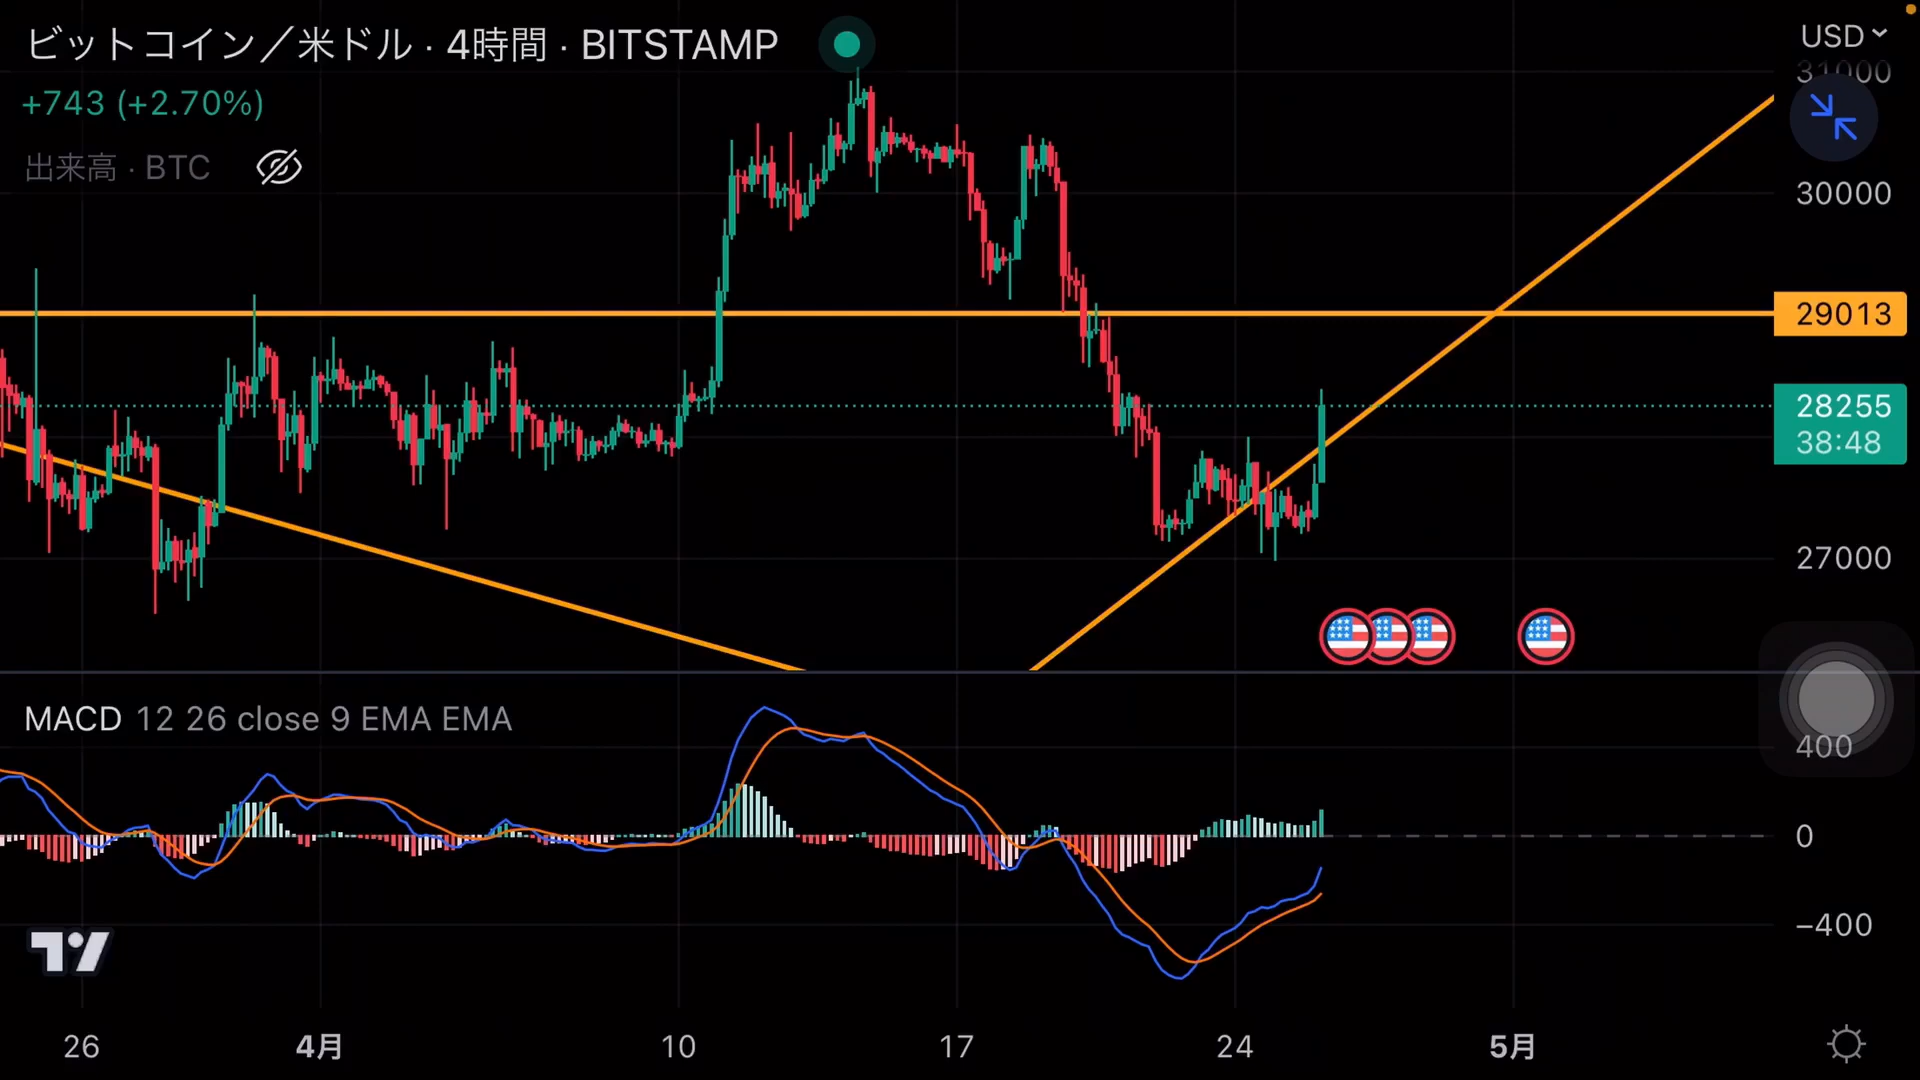 ビットコイン／米ドル · 4時間 · BITSTAMP
USD
31000
+743 (+2.70%)
出来高 · BTC
30000
29013
28255
38:48
27000
MACD 12 26 close 9 EMA EMA
400
0
−400
26 4月 10 17 24 5月